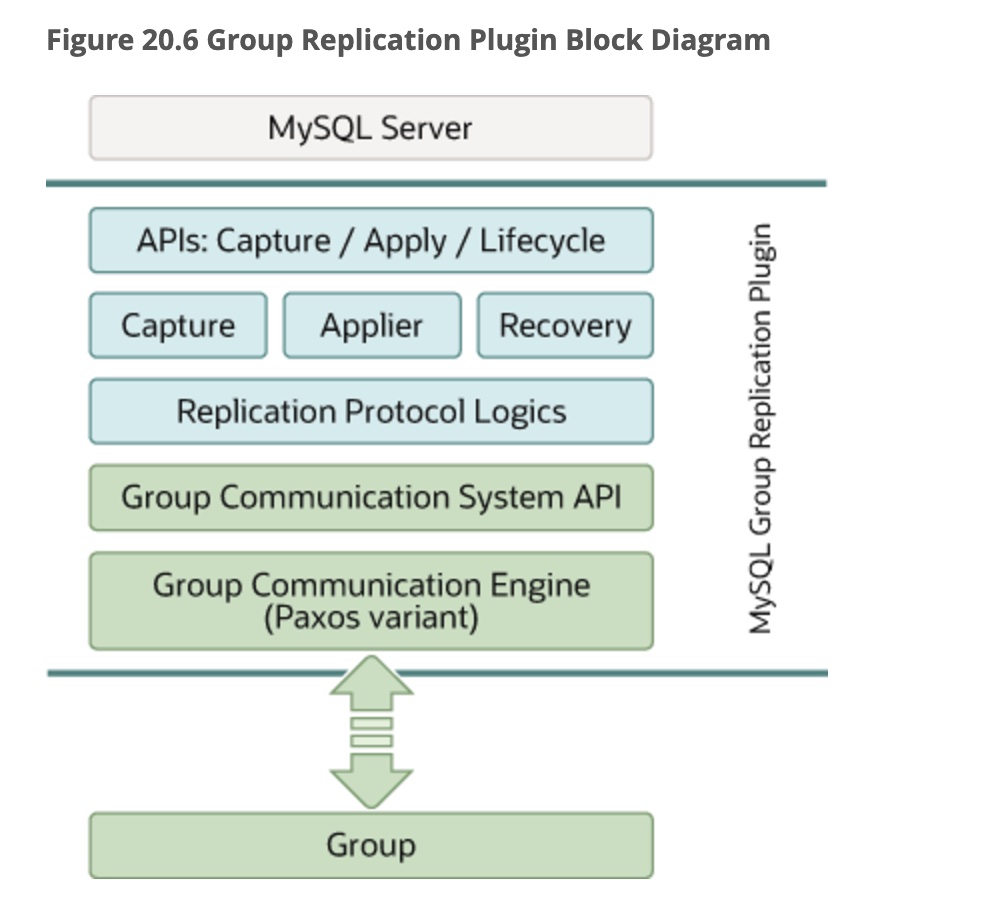 Figure 20.6 Group Replication Plugin Block Diagram
MySQL Server
APIs: Capture / Apply / Lifecycle
Capture
Applier
Recovery
Replication Protocol Logics
Group Communication System API
Group Communication Engine
(Paxos variant)
MySQL Group Replication Plugin
Group